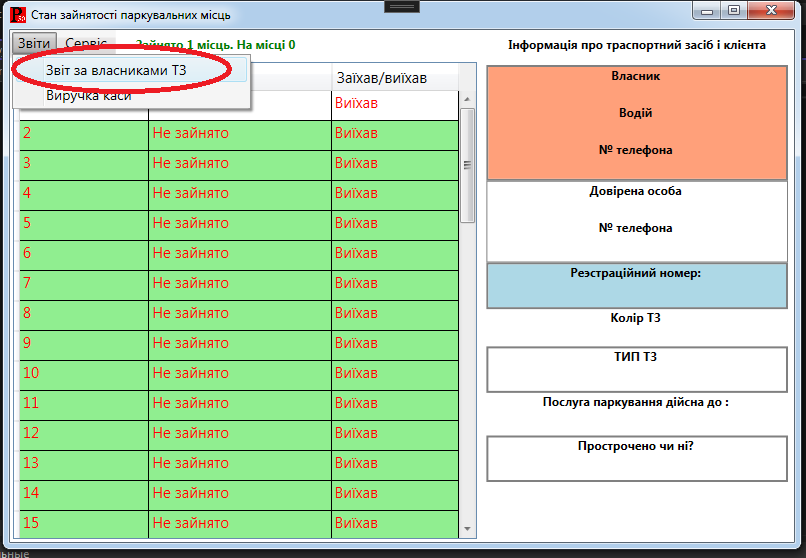 Стан зайнятості паркувальних місць
Звіти Сервіс Зайнято 1 місць. На місці 0
Інформація про траспортний засіб і клієнта
Звіт за власниками ТЗ
Виручка каси
Заїхав/виїхав
Виїхав
2 Не зайнято Виїхав
3 Не зайнято Виїхав
4 Не зайнято Виїхав
5 Не зайнято Виїхав
6 Не зайнято Виїхав
7 Не зайнято Виїхав
8 Не зайнято Виїхав
9 Не зайнято Виїхав
10 Не зайнято Виїхав
11 Не зайнято Виїхав
12 Не зайнято Виїхав
13 Не зайнято Виїхав
14 Не зайнято Виїхав
15 Не зайнято Виїхав
Власник
Водій
№ телефона
Довірена особа
№ телефона
Реэстраційний номер:
Колір ТЗ
ТИП ТЗ
Послуга паркування дійсна до :
Прострочено чи ні?
льные